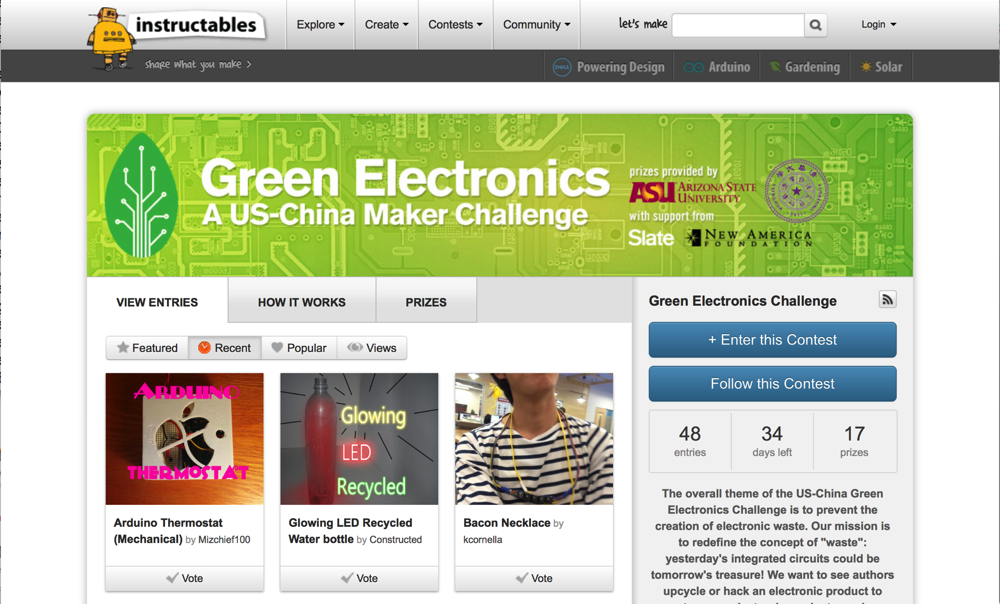 instructables
Explore
Create
Contests
Community
let's make
Login
share what you make >
DELL Powering Design
Arduino
Gardening
Solar
Green Electronics
A US-China Maker Challenge
prizes provided by
ASU ARIZONA STATE
UNIVERSITY
with support from
Slate
NEW AMERICA
FOUNDATION
VIEW ENTRIES
HOW IT WORKS
PRIZES
Featured
Recent
Popular
Views
ARDUINO
THERMOSTAT
Arduino Thermostat
(Mechanical) by Mizchief100
Vote
Glowing
LED
Recycled
Glowing LED Recycled
Water bottle by Constructed
Vote
Bacon Necklace by
kcornella
Vote
Green Electronics Challenge
+ Enter this Contest
Follow this Contest
48
entries
34
days left
17
prizes
The overall theme of the US-China Green
Electronics Challenge is to prevent the
creation of electronic waste. Our mission is
to redefine the concept of "waste":
yesterday's integrated circuits could be
tomorrow's treasure! We want to see authors
upcycle or hack an electronic product to